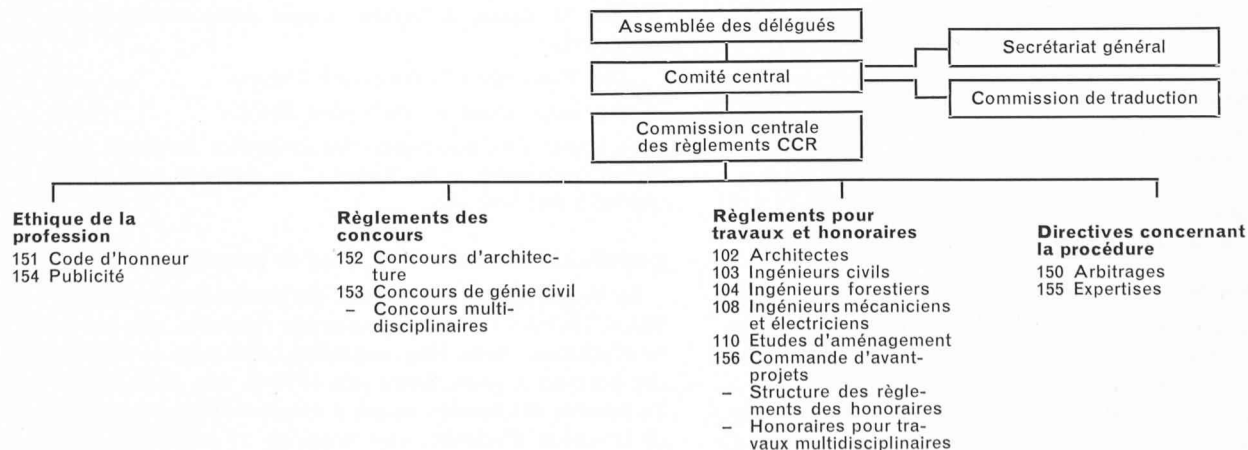 Assemblée des délégués
Comité central
Secrétariat général
Commission de traduction
Commission centrale
des règlements CCR
Ethique de la
profession
151 Code d'honneur
154 Publicité
Règlements des
concours
152 Concours d'architec-
ture
153 Concours de génie civil
– Concours multi-
disciplinaires
Règlements pour
travaux et honoraires
102 Architectes
103 Ingénieurs civils
104 Ingénieurs forestiers
108 Ingénieurs mécaniciens
et électriciens
110 Etudes d'aménagement
156 Commande d'avant-
projets
– Structure des règle-
ments des honoraires
– Honoraires pour tra-
vaux multidisciplinaires
Directives concernant
la procédure
150 Arbitrages
155 Expertises